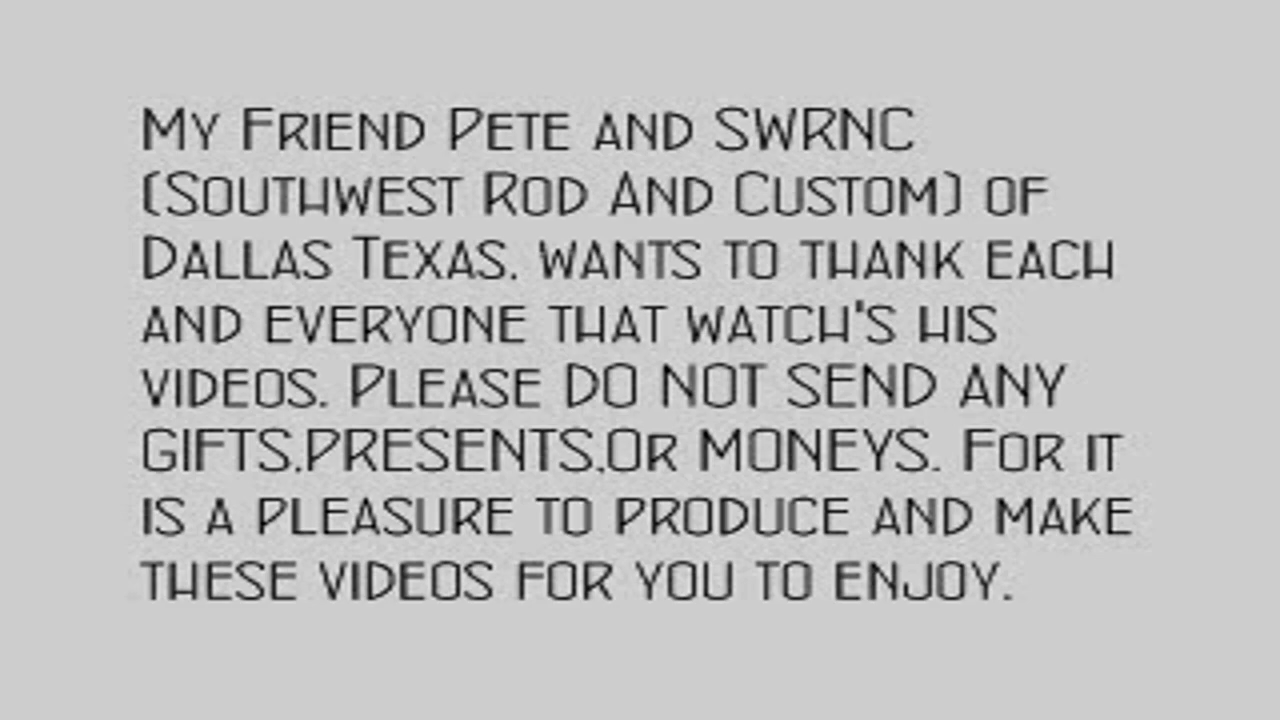 My Friend Pete and SWRNC
(Southwest Rod And Custom) of
Dallas Texas. wants to thank each
and everyone that watch's his
videos. Please DO NOT SEND ANY
GIFTS,PRESENTS,Or MONEYS. For it
is a pleasure to produce and make
these videos for you to enjoy.